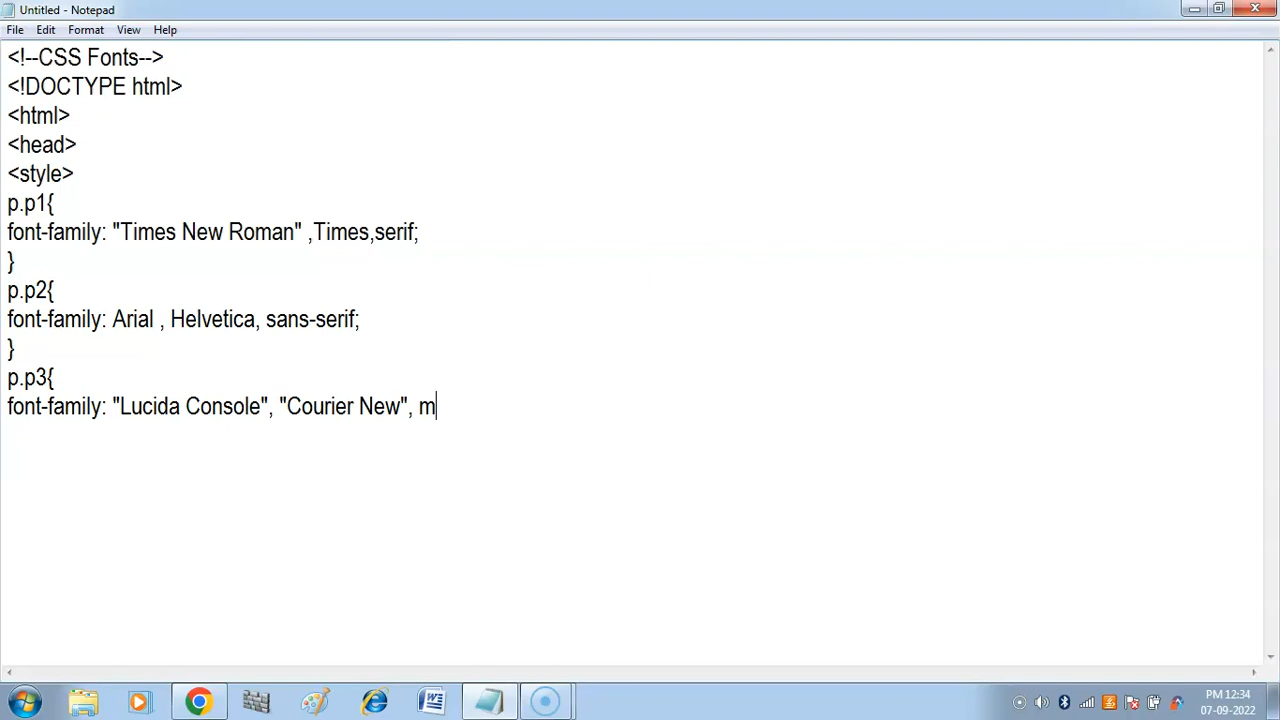 Untitled - Notepad
File Edit Format View Help
<!--CSS Fonts-->
<!DOCTYPE html>
<html>
<head>
<style>
p.p1{
font-family: "Times New Roman" ,Times,serif;
}
p.p2{
font-family: Arial , Helvetica, sans-serif;
}
p.p3{
font-family: "Lucida Console", "Courier New", m
PM 12:34
07-09-2022